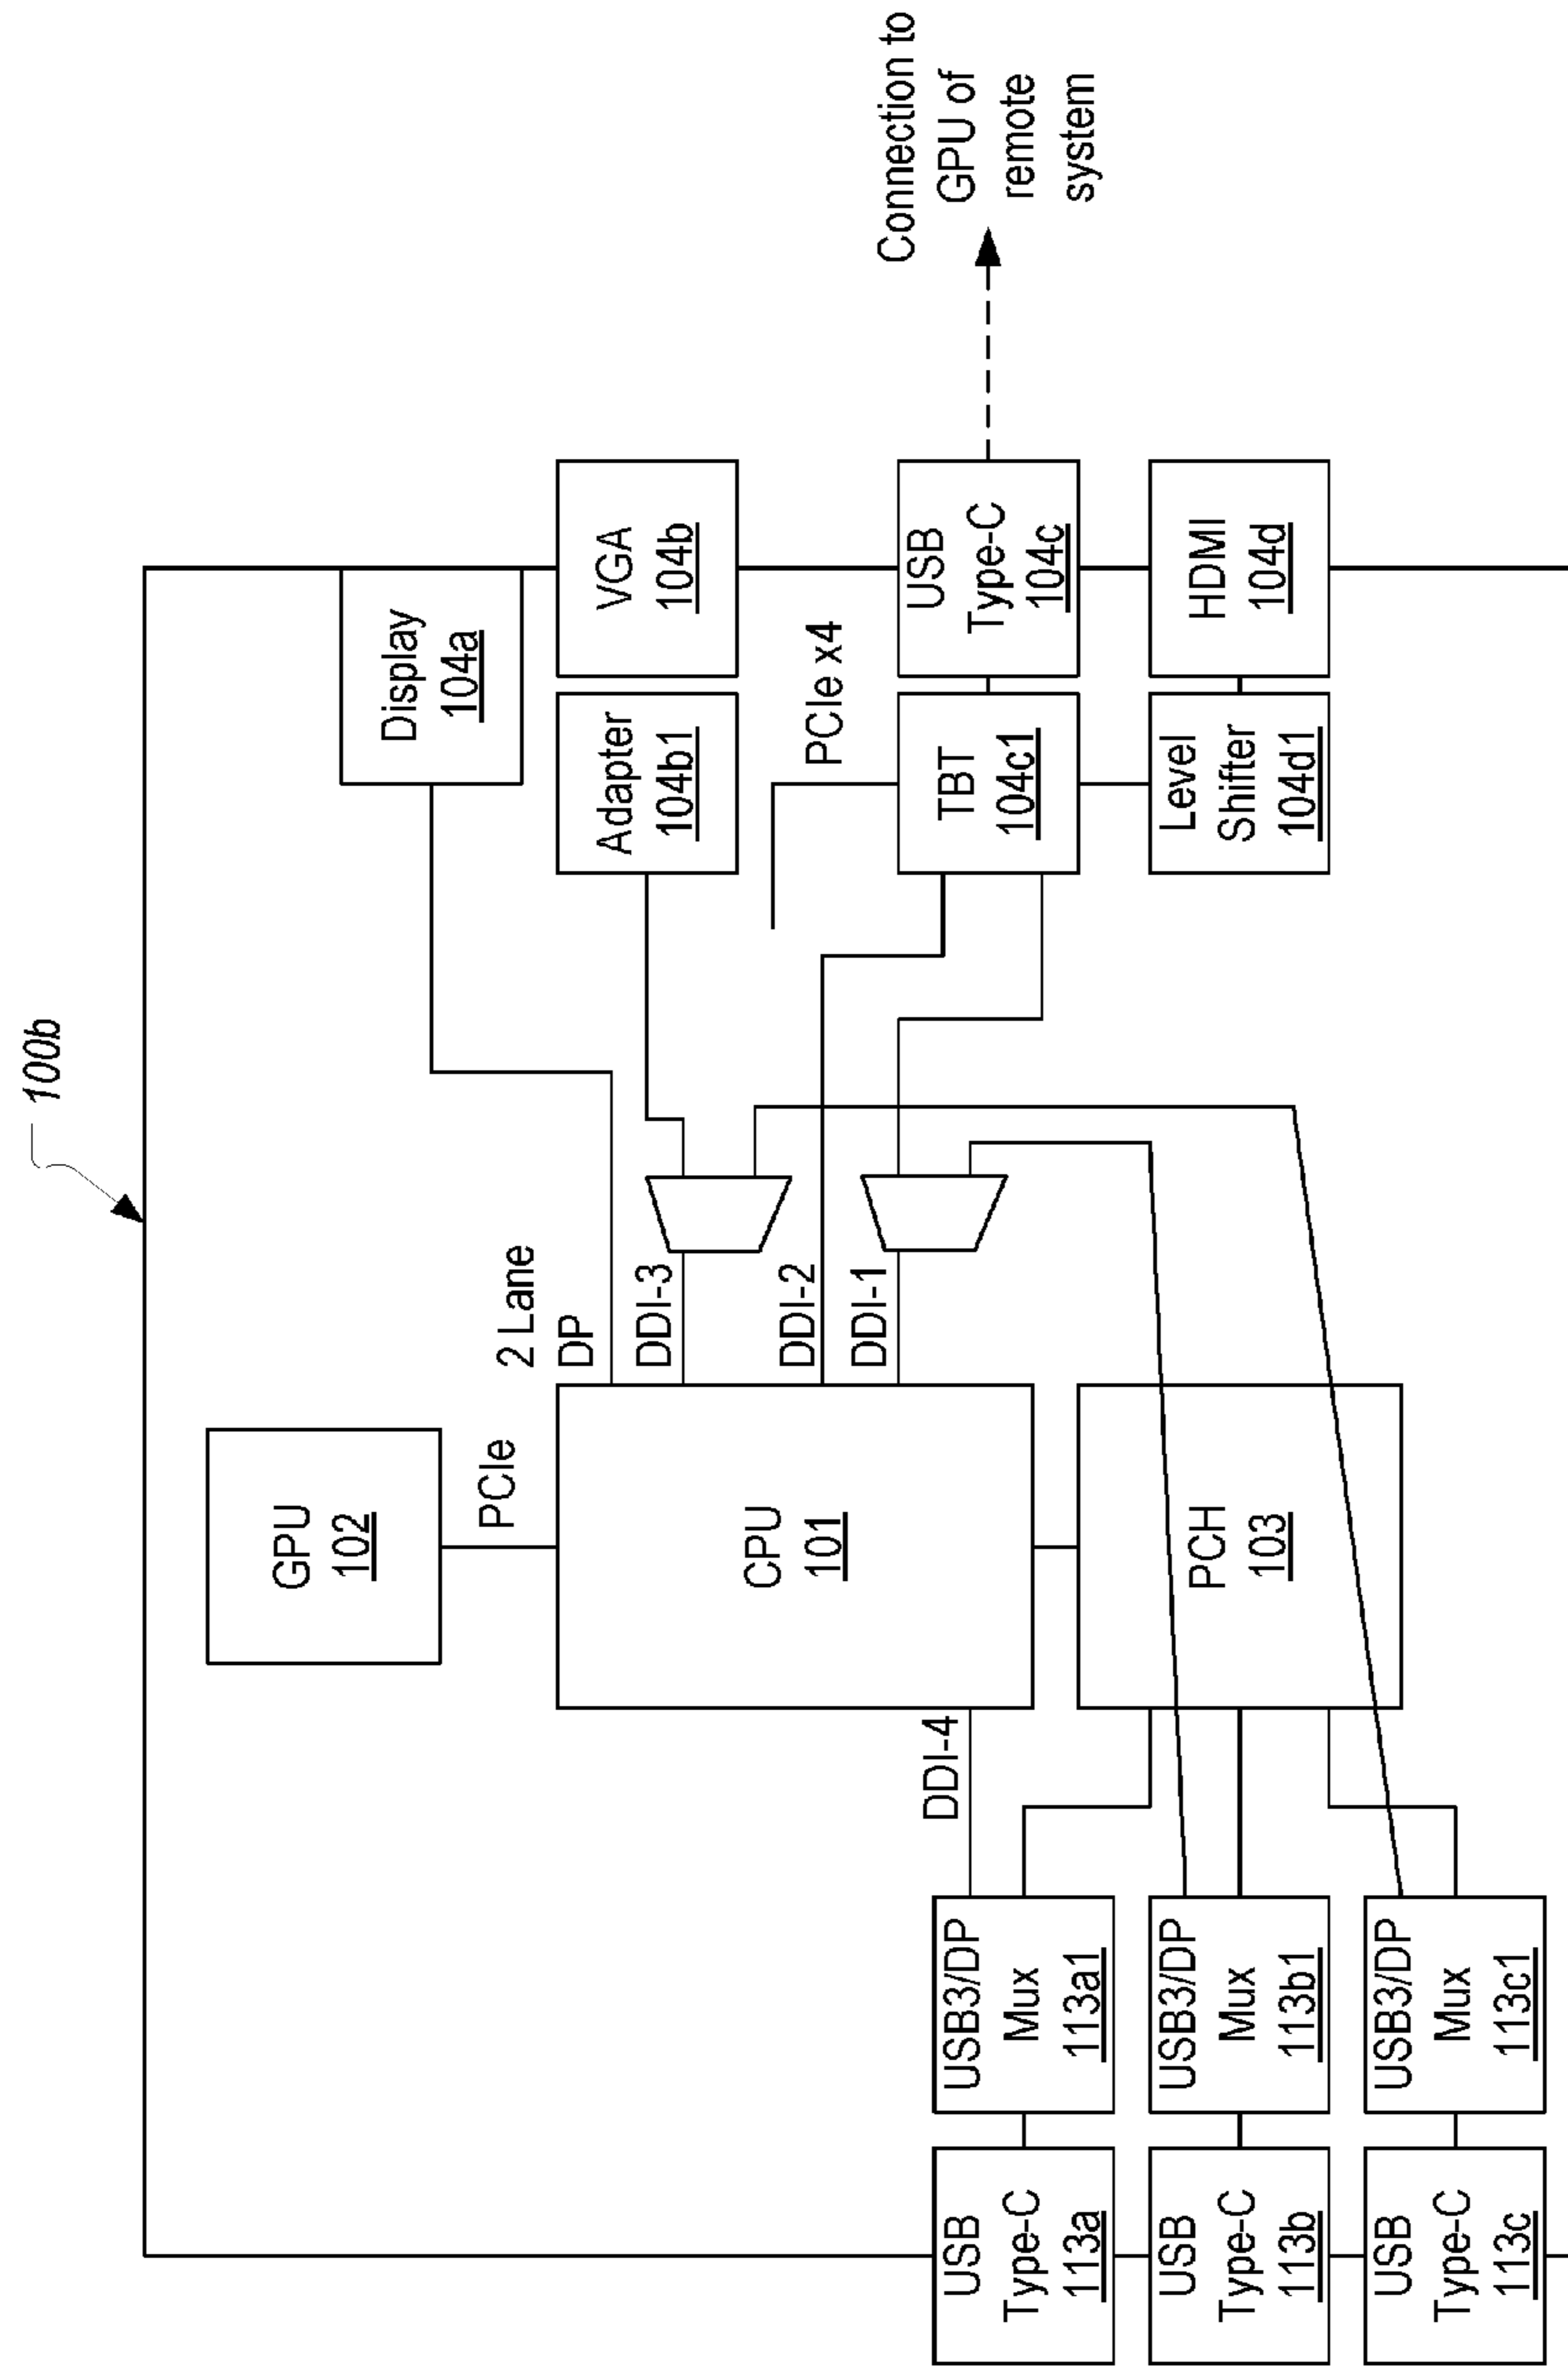 100b
GPU
102
PCIe
2 Lane
DP
DDI-3
DDI-2
DDI-1
DDI-4
CPU
101
PCH
103
Display
104a
Adapter
104b1
VGA
104b
PCIe x4
TBT
104c1
USB
Type-C
104c
Level
Shifter
104d1
HDMI
104d
Connection to
GPU of
remote
system
USB3/DP
Mux
113a1
USB3/DP
Mux
113b1
USB3/DP
Mux
113c1
USB
Type-C
113a
USB
Type-C
113b
USB
Type-C
113c